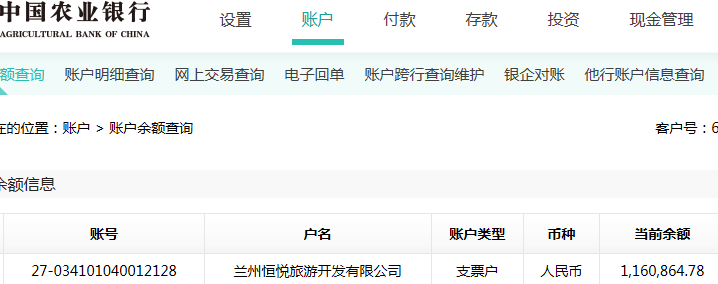 中国农业银行
AGRICULTURAL BANK OF CHINA
设置 账户 付款 存款 投资 现金管理
额查询 账户明细查询 网上交易查询 电子回单 账户跨行查询维护 银企对账 他行账户信息查询
在的位置：账户 > 账户余额查询 客户号：6
余额信息
账号 户名 账户类型 币种 当前余额
27-034101040012128 兰州恒悦旅游开发有限公司 支票户 人民币 1,160,864.78